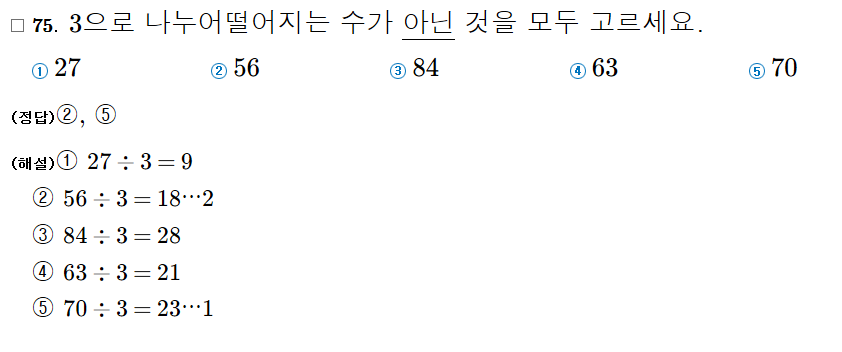 □ 75. 3으로 나누어떨어지는 수가 아닌 것을 모두 고르세요.
① 27 ② 56 ③ 84 ④ 63 ⑤ 70
(정답)②, ⑤
(해설)① 27 ÷ 3 = 9
② 56 ÷ 3 = 18⋯2
③ 84 ÷ 3 = 28
④ 63 ÷ 3 = 21
⑤ 70 ÷ 3 = 23⋯1